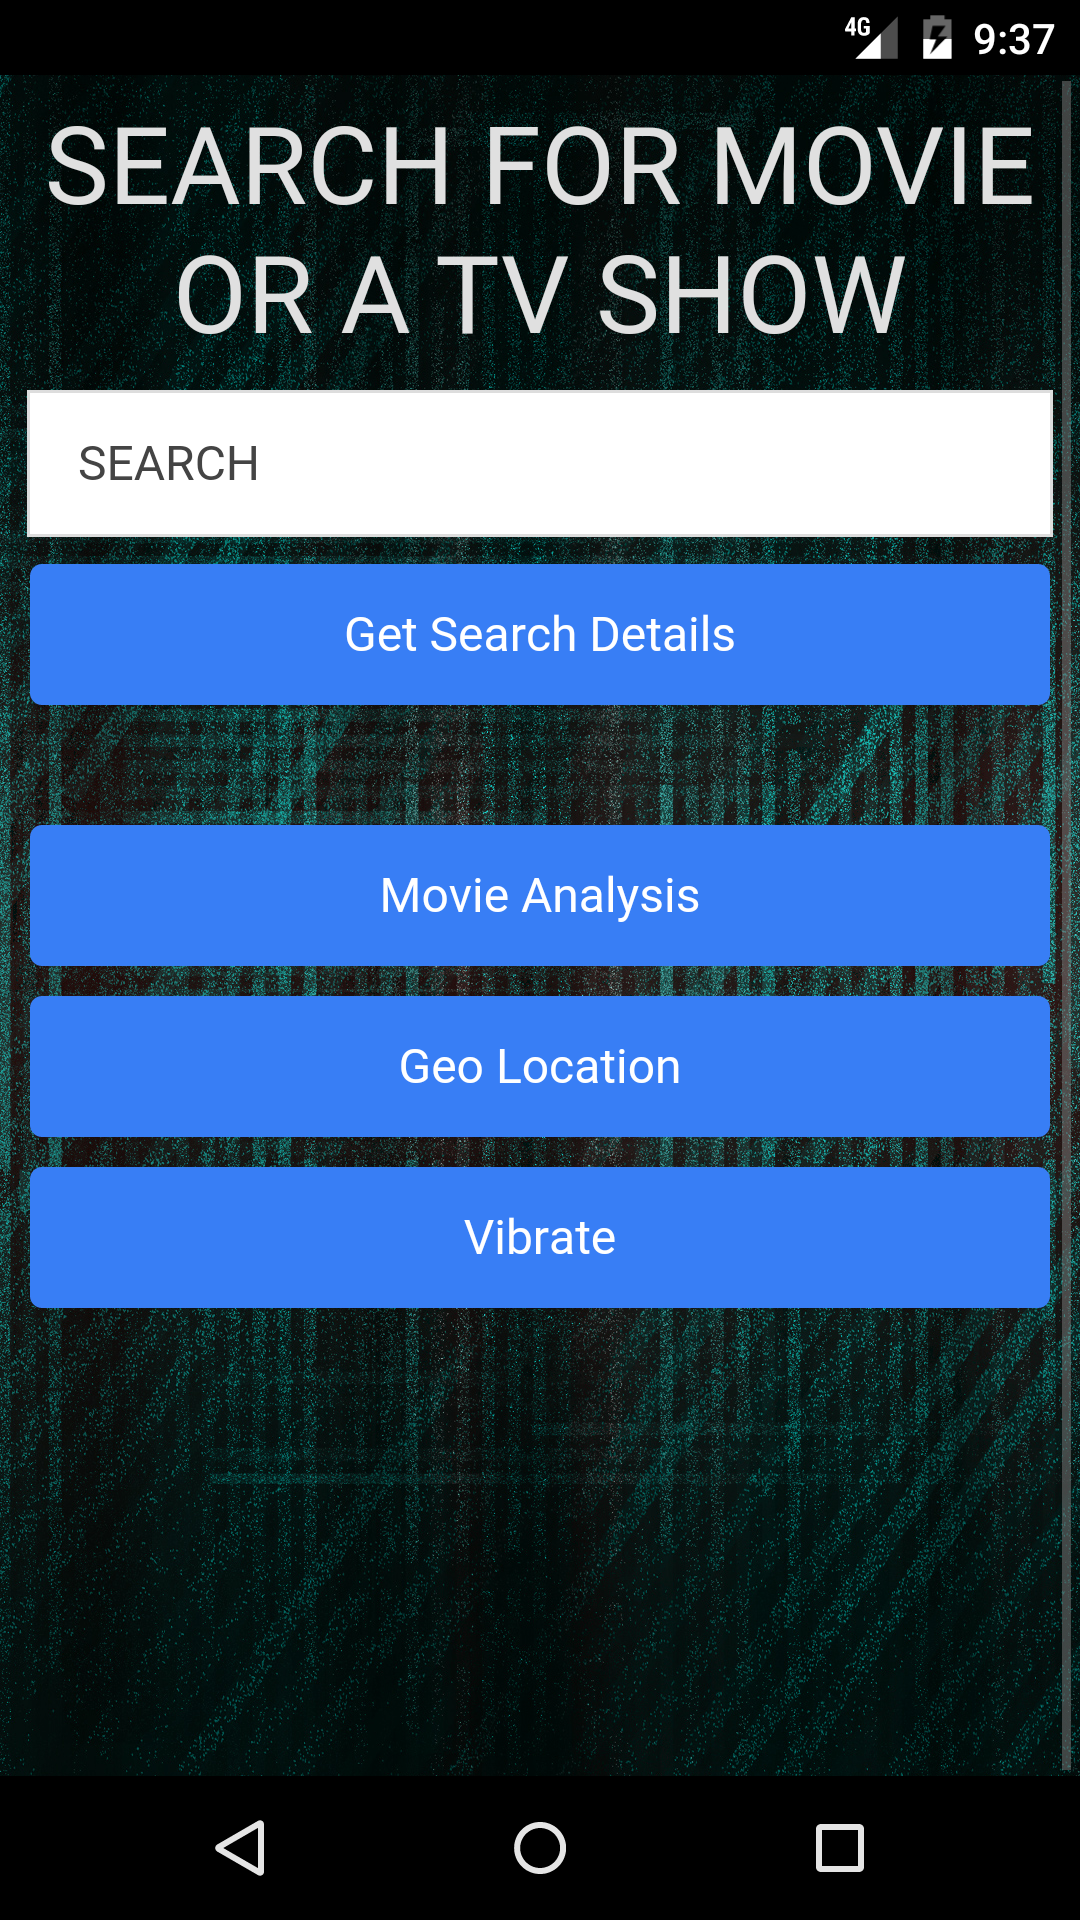 4G 9:37
SEARCH FOR MOVIE
OR A TV SHOW
SEARCH
Get Search Details
Movie Analysis
Geo Location
Vibrate